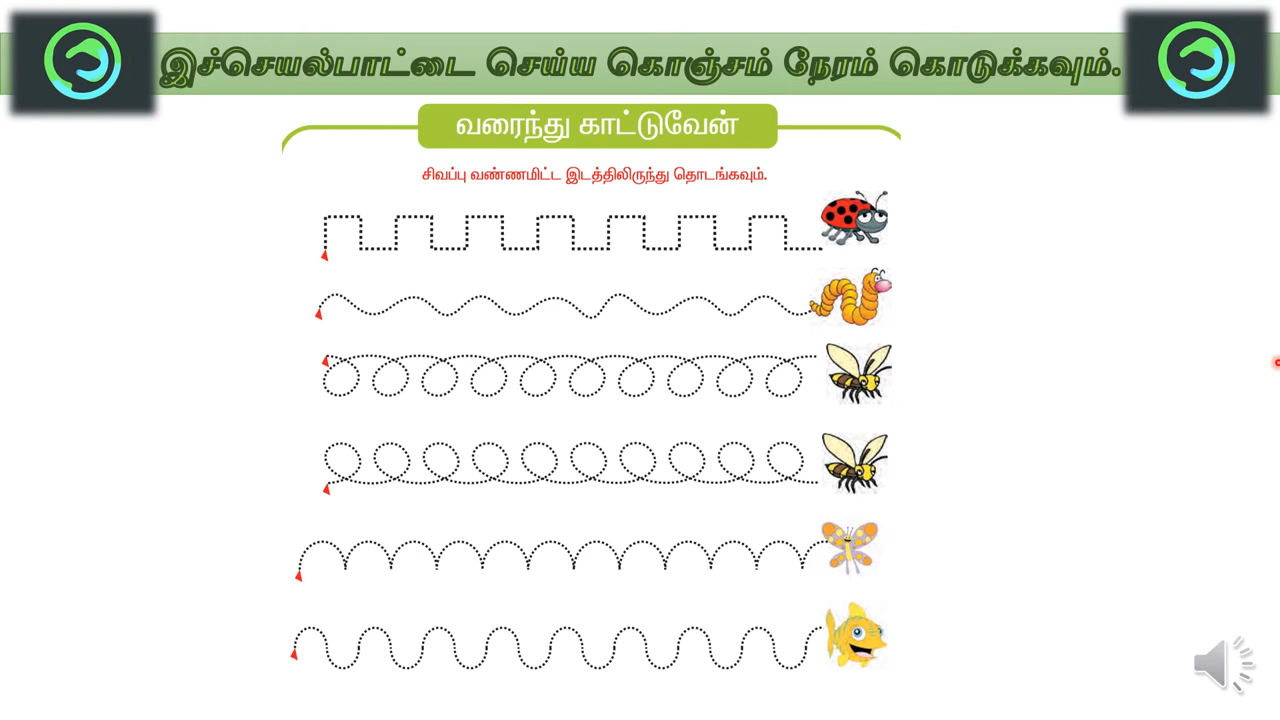 இச்செயல்பாட்டை செய்ய கொஞ்சம் நேரம் கொடுக்கவும்.
வரைந்து காட்டுவேன்
சிவப்பு வண்ணமிட்ட இடத்திலிருந்து தொடங்கவும்.